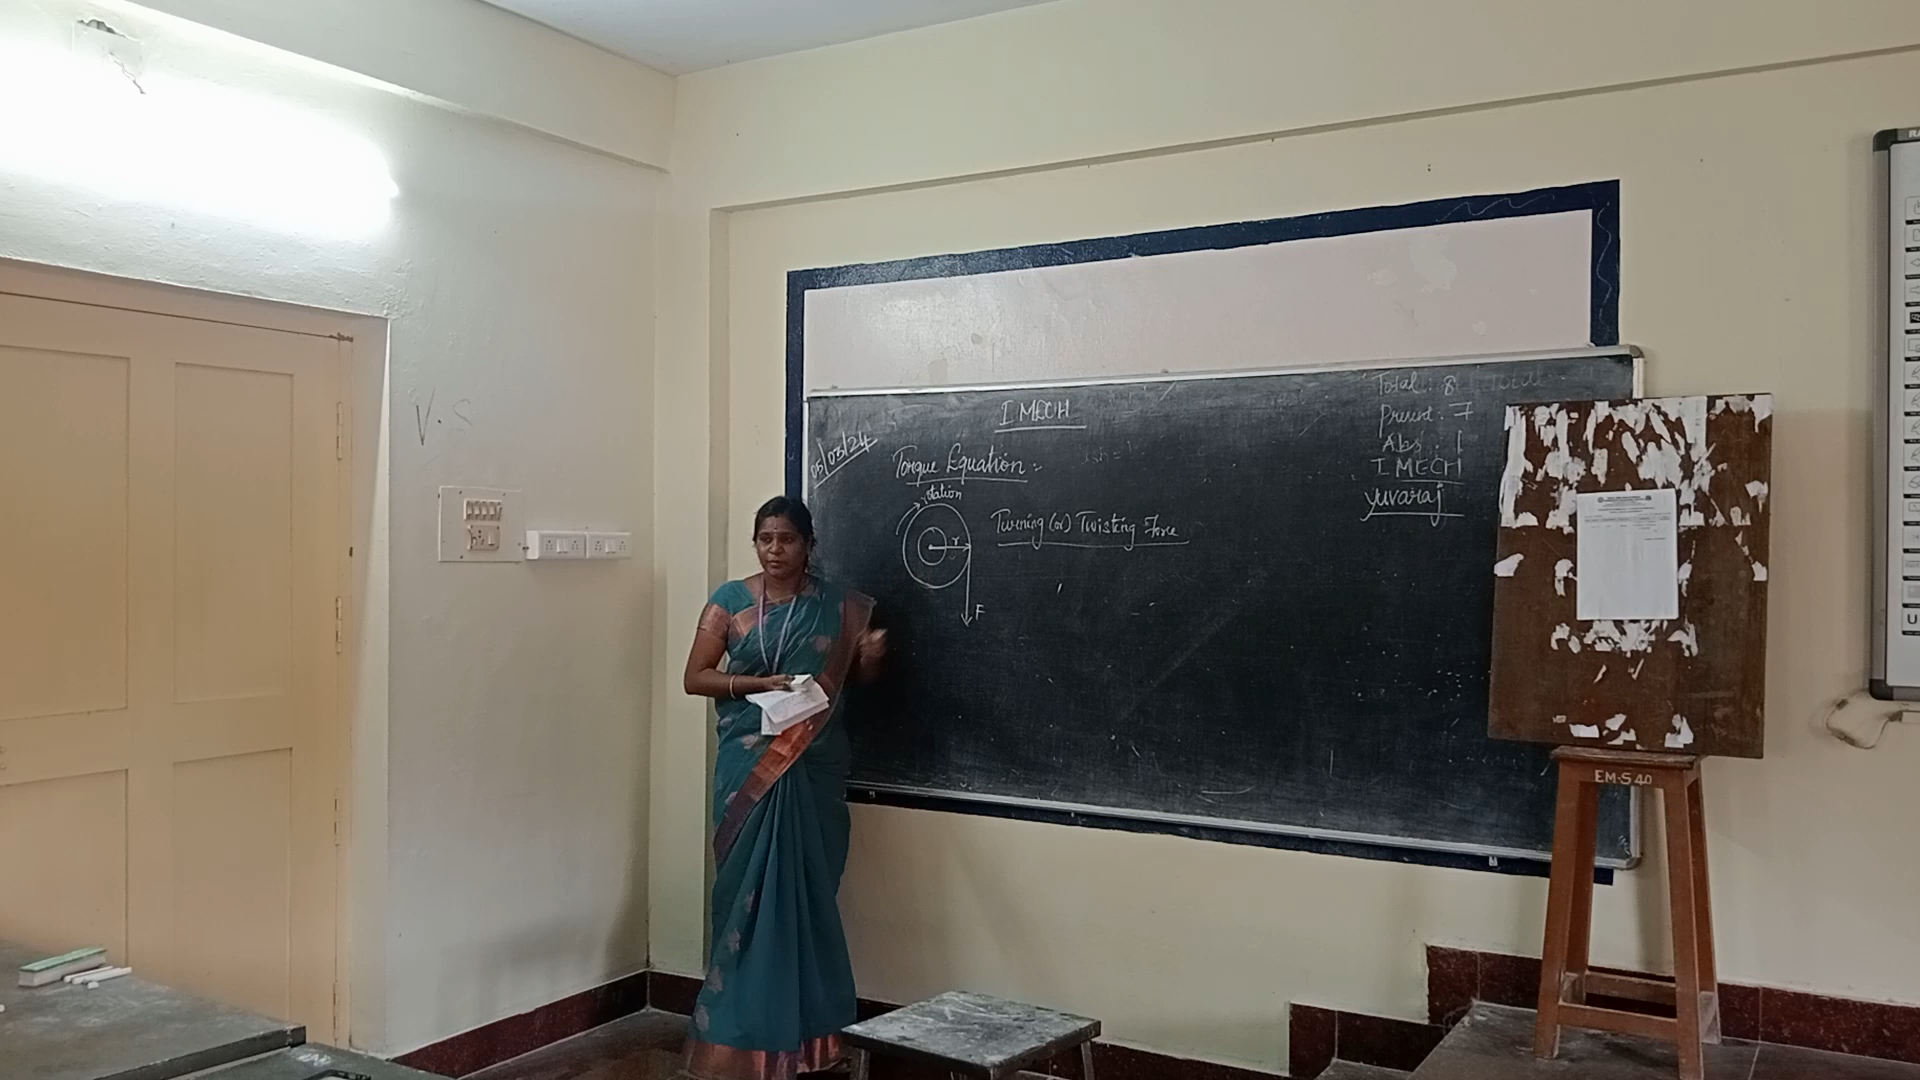 V. S
I MECH
05/03/24
Torque Equation :-
rotation
r
F
Turning (or) Twisting Force
Total : 8
Present : 7
Abs : 1
I MECH
yuvaraj
EM-S 40
U